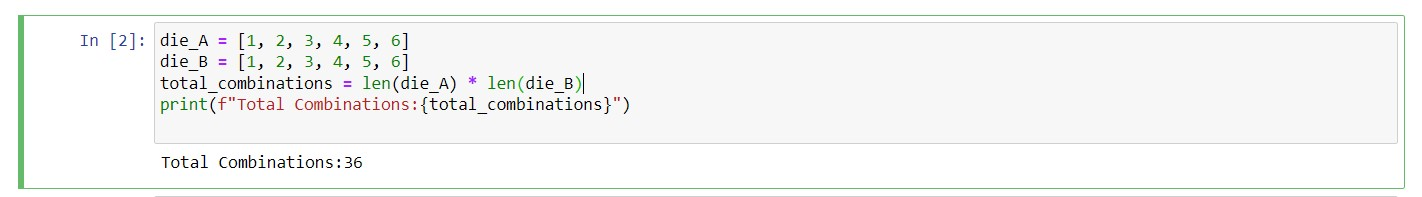 In [2]: die_A = [1, 2, 3, 4, 5, 6]
die_B = [1, 2, 3, 4, 5, 6]
total_combinations = len(die_A) * len(die_B)
print(f"Total Combinations:{total_combinations}")
Total Combinations:36